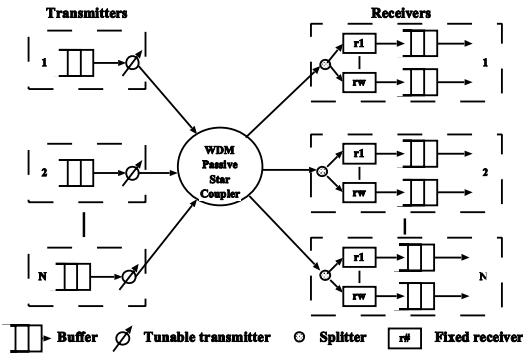 Transmitters Receivers
r1
1 1
rw
WDM
Passive
Star
Coupler
r1
2 2
rw
r1
N N
rw
Buffer Tunable transmitter Splitter r# Fixed receiver